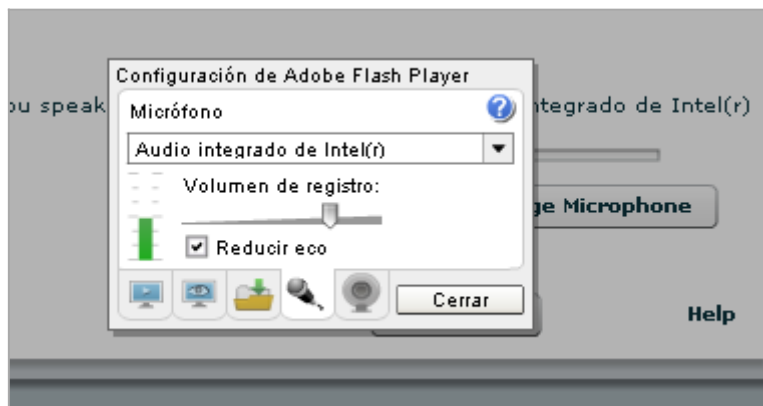 Configuración de Adobe Flash Player
ou speak
Micrófono
ntegrado de Intel(r)
Audio integrado de Intel(r)
Volumen de registro:
ge Microphone
Reducir eco
Cerrar
Help